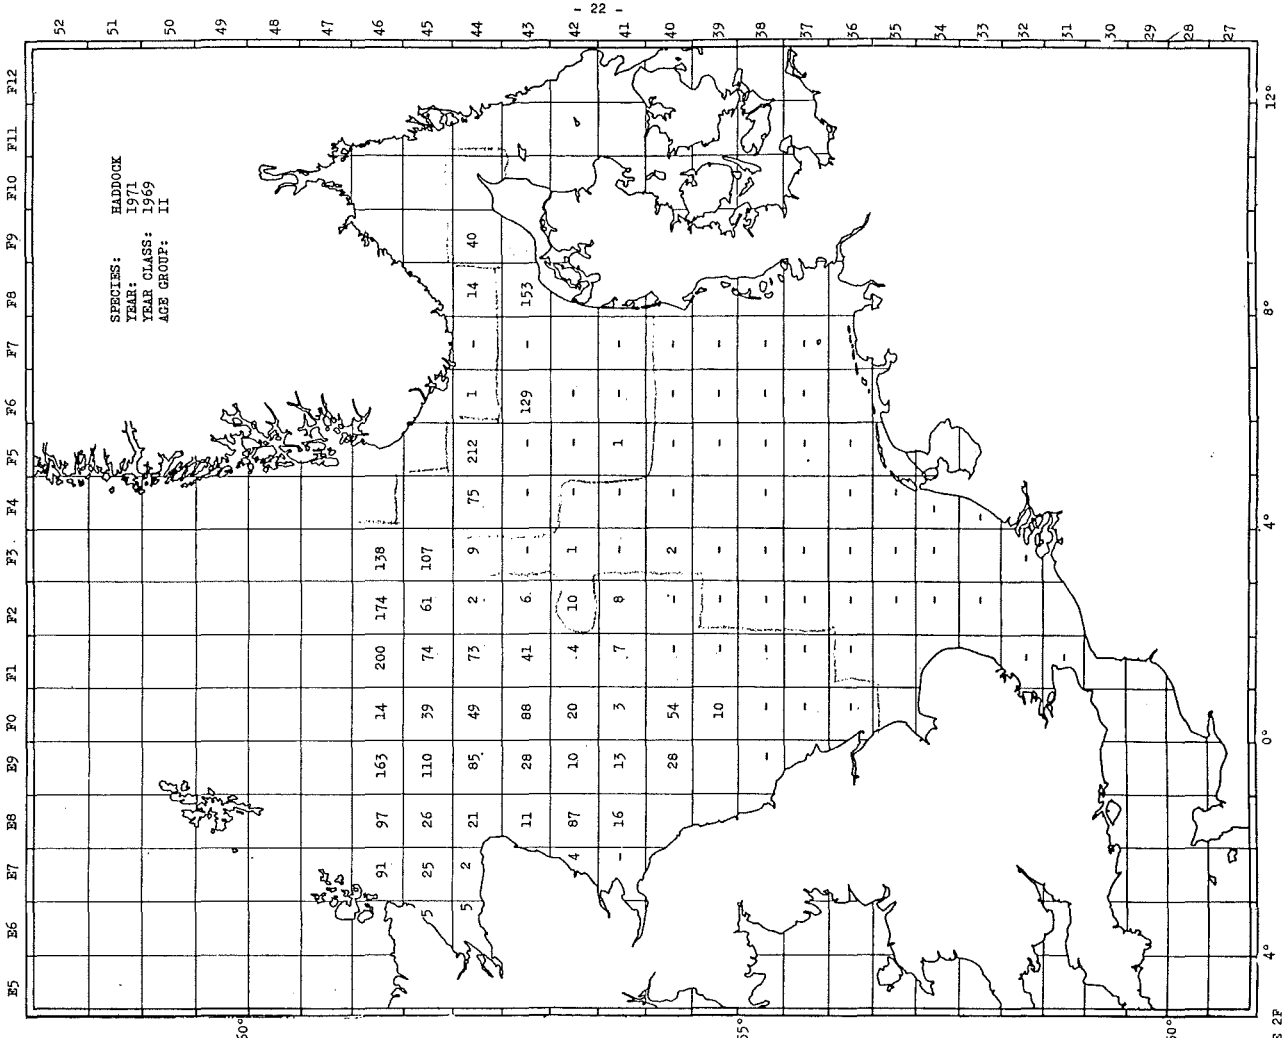 - 22 -
E5 E6 E7 E8 E9 F0 F1 F2 F3 F4 F5 F6 F7 F8 F9 F10 F11 F12
SPECIES: HADDOCK
YEAR: 1971
YEAR CLASS: 1969
AGE GROUP: II
52
51
50
49
48
47
91 97 163 14 200 174 138 46
5 25 26 110 39 74 61 107 45
5 2 21 85 49 73 2 9 75 212 1 - 14 40 44
11 28 88 41 6 - - - 129 - 153 43
4 87 10 20 4 10 1 - - - 42
- 16 13 3 7 8 - - 1 - - 41
28 54 - - 2 - - - - 40
10 - - - - - - - 39
- - - - - - - - - 38
- - - - - - - - 37
- - - - - - 36
- - - 35
- - - 34
- - - 33
- - - 32
- - 31
30
29
28
27
4° 0° 4° 8° 12°